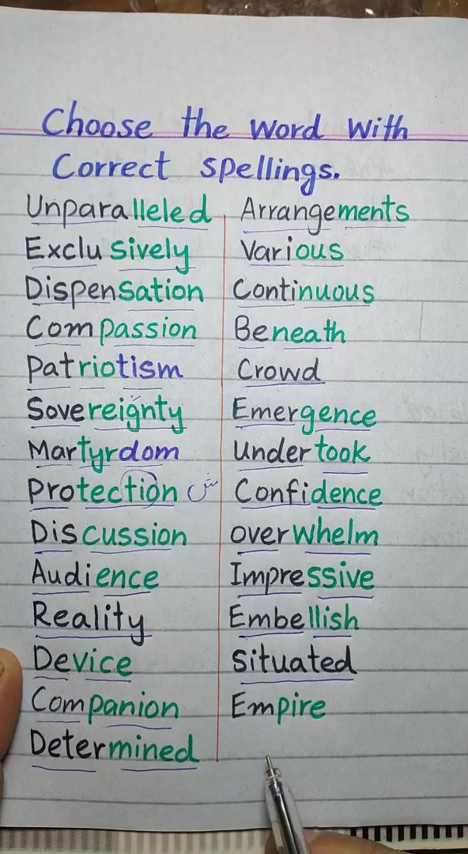 Choose the word with
Correct spellings.
Unparalleled
Exclusively
Dispensation
Compassion
Patriotism
Sovereignty
Martyrdom
Protection ش
Discussion
Audience
Reality
Device
Companion
Determined
Arrangements
Various
Continuous
Beneath
Crowd
Emergence
Undertook
Confidence
overwhelm
Impressive
Embellish
Situated
Empire